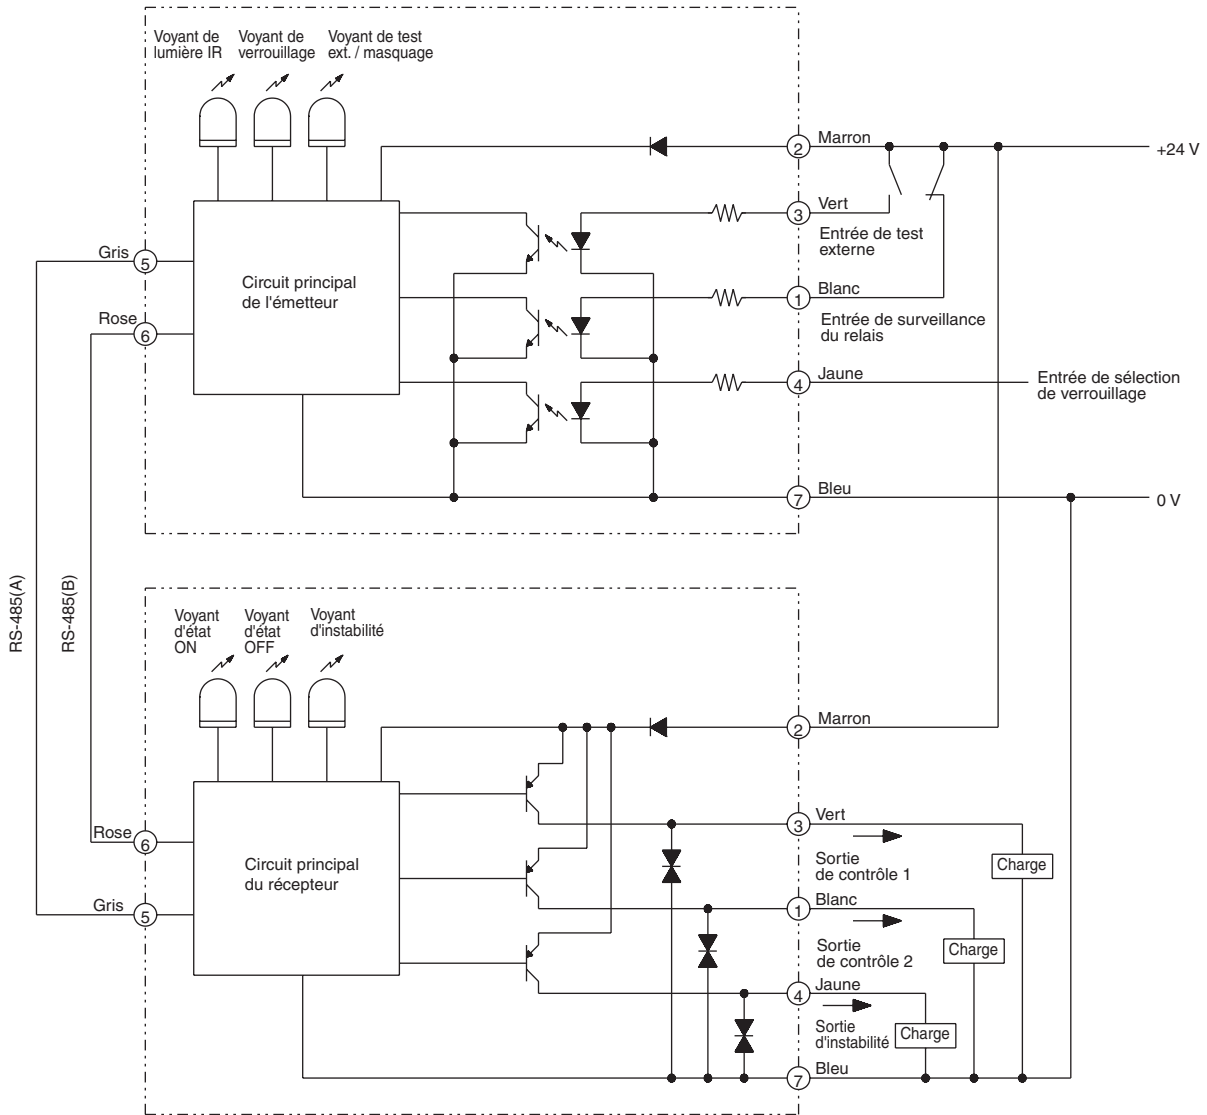 Voyant de
lumière IR
Voyant de
verrouillage
Voyant de test
ext. / masquage
2
Marron
+24 V
3
Vert
Entrée de test
externe
Gris
5
Circuit principal
de l'émetteur
1
Blanc
Entrée de surveillance
du relais
Rose
6
4
Jaune
Entrée de sélection
de verrouillage
7
Bleu
0 V
RS-485(A)
RS-485(B)
Voyant
d'état
ON
Voyant
d'état
OFF
Voyant
d'instabilité
2
Marron
3
Vert
Sortie
de contrôle 1
Charge
Rose
6
Circuit principal
du récepteur
Gris
5
1
Blanc
Sortie
de contrôle 2
Charge
4
Jaune
Sortie
d'instabilité
Charge
7
Bleu